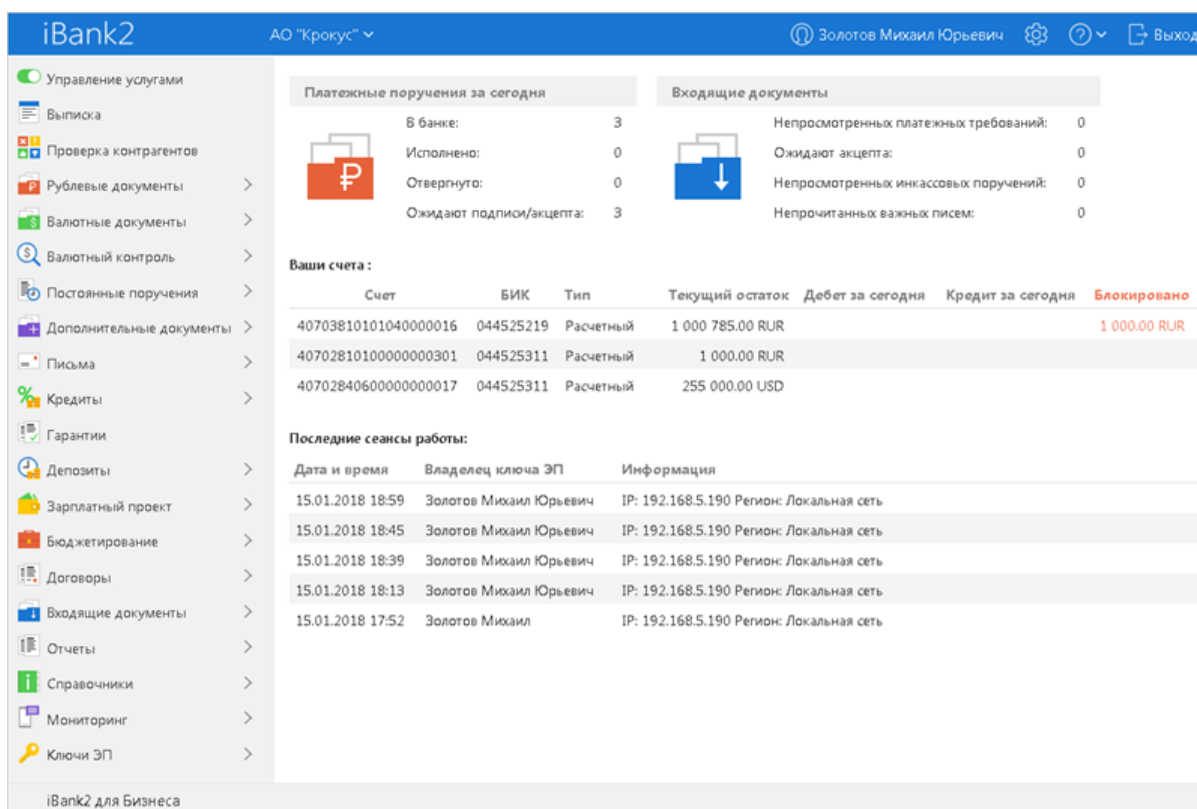 iBank2
АО "Крокус"
Золотов Михаил Юрьевич
Выход
Управление услугами
Выписка
Проверка контрагентов
Рублевые документы
Валютные документы
Валютный контроль
Постоянные поручения
Дополнительные документы
Письма
Кредиты
Гарантии
Депозиты
Зарплатный проект
Бюджетирование
Договоры
Входящие документы
Отчеты
Справочники
Мониторинг
Ключи ЭП
Платежные поручения за сегодня
В банке: 3
Исполнено: 0
Отвергнуто: 0
Ожидают подписи/акцепта: 3
Входящие документы
Непросмотренных платежных требований: 0
Ожидают акцепта: 0
Непросмотренных инкассовых поручений: 0
Непрочитанных важных писем: 0
Ваши счета :
Счет БИК Тип Текущий остаток Дебет за сегодня Кредит за сегодня Блокировано
40703810101040000016 044525219 Расчетный 1 000 785.00 RUR 1 000.00 RUR
40702810100000000301 044525311 Расчетный 1 000.00 RUR
40702840600000000017 044525311 Расчетный 255 000.00 USD
Последние сеансы работы:
Дата и время Владелец ключа ЭП Информация
15.01.2018 18:59 Золотов Михаил Юрьевич IP: 192.168.5.190 Регион: Локальная сеть
15.01.2018 18:45 Золотов Михаил Юрьевич IP: 192.168.5.190 Регион: Локальная сеть
15.01.2018 18:39 Золотов Михаил Юрьевич IP: 192.168.5.190 Регион: Локальная сеть
15.01.2018 18:13 Золотов Михаил Юрьевич IP: 192.168.5.190 Регион: Локальная сеть
15.01.2018 17:52 Золотов Михаил IP: 192.168.5.190 Регион: Локальная сеть
iBank2 для Бизнеса